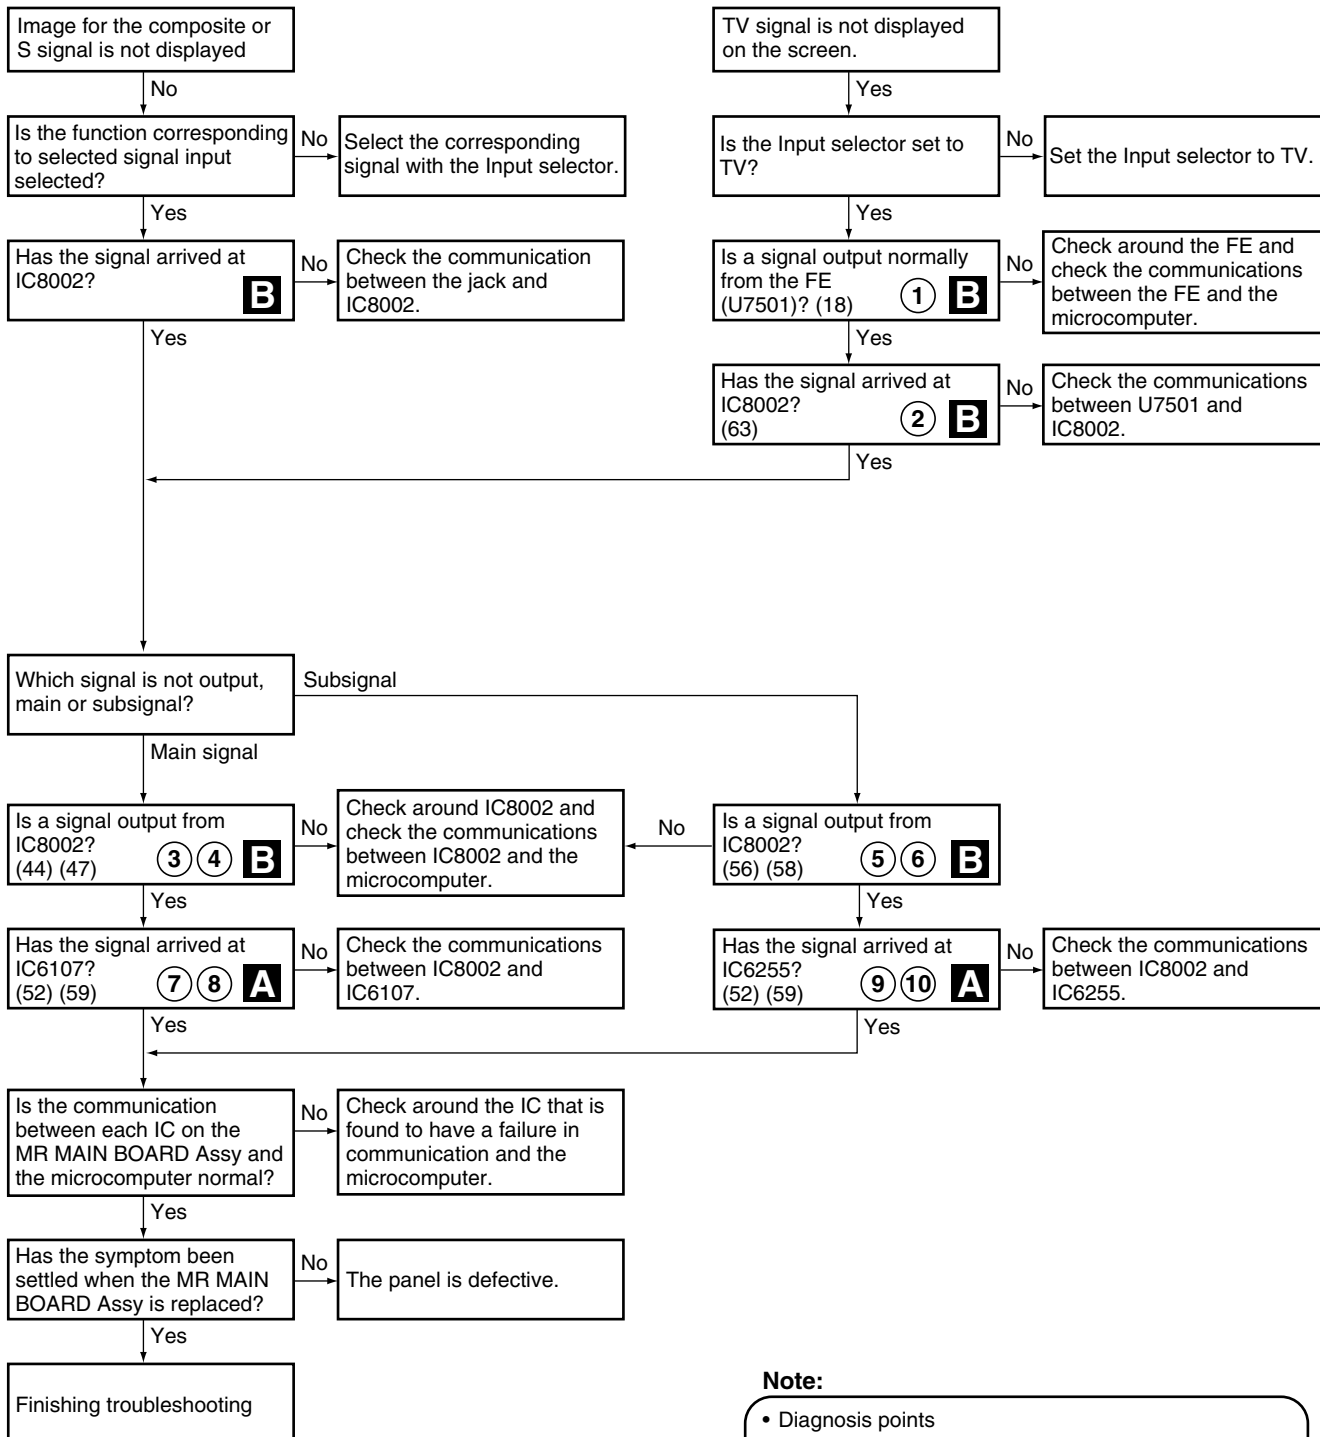 Image for the composite or
S signal is not displayed
No
Is the function corresponding
to selected signal input
selected?
No
Select the corresponding
signal with the Input selector.
Yes
Has the signal arrived at
IC8002?
B
No
Check the communication
between the jack and
IC8002.
Yes
TV signal is not displayed
on the screen.
Yes
Is the Input selector set to
TV?
No
Set the Input selector to TV.
Yes
Is a signal output normally
from the FE
(U7501)? (18)
1 B
No
Check around the FE and
check the communications
between the FE and the
microcomputer.
Yes
Has the signal arrived at
IC8002?
(63)
2 B
No
Check the communications
between U7501 and
IC8002.
Yes
Which signal is not output,
main or subsignal?
Subsignal
Main signal
Is a signal output from
IC8002?
(44) (47)
3 4 B
No
Check around IC8002 and
check the communications
between IC8002 and the
microcomputer.
No
Is a signal output from
IC8002?
(56) (58)
5 6 B
Yes
Yes
Has the signal arrived at
IC6107?
(52) (59)
7 8 A
No
Check the communications
between IC8002 and
IC6107.
Has the signal arrived at
IC6255?
(52) (59)
9 10 A
No
Check the communications
between IC8002 and
IC6255.
Yes
Yes
Is the communication
between each IC on the
MR MAIN BOARD Assy and
the microcomputer normal?
No
Check around the IC that is
found to have a failure in
communication and the
microcomputer.
Yes
Has the symptom been
settled when the MR MAIN
BOARD Assy is replaced?
No
The panel is defective.
Yes
Finishing troubleshooting
Note:
• Diagnosis points